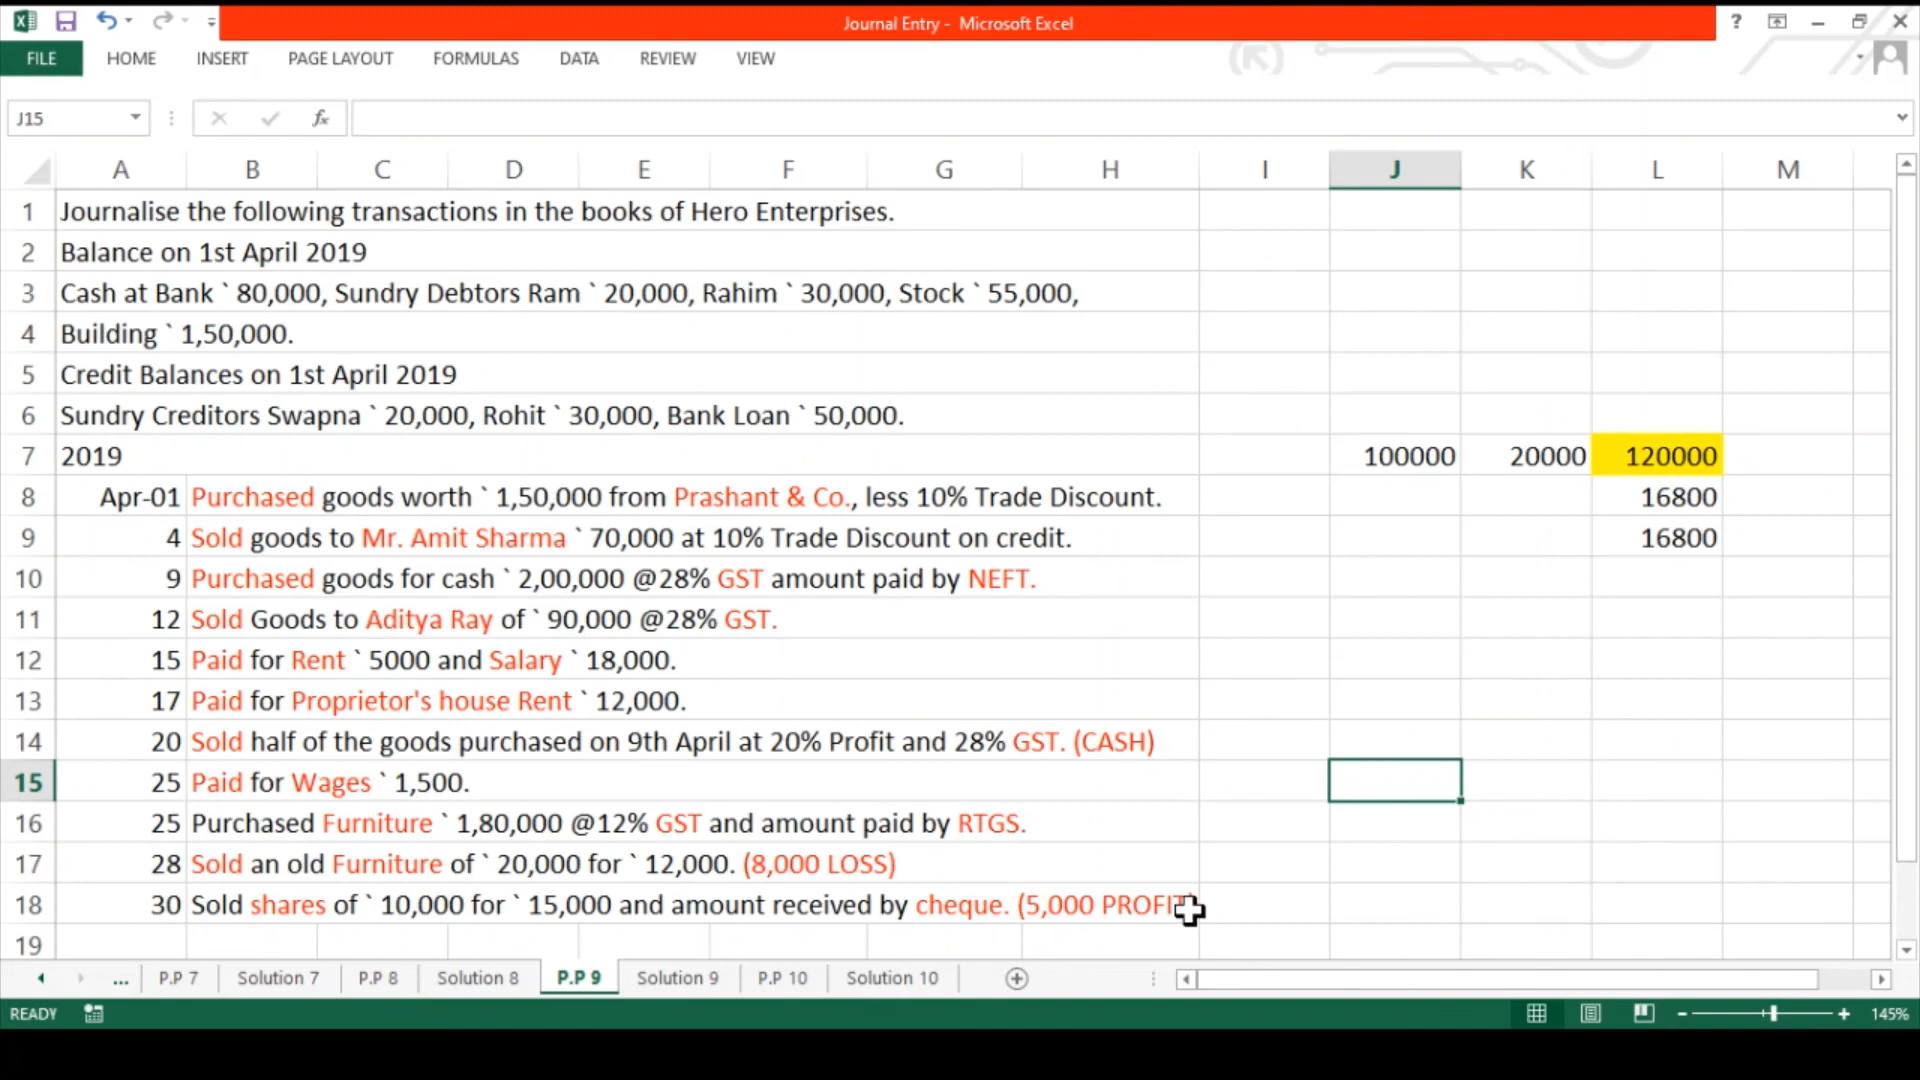 Journal Entry - Microsoft Excel
?
FILE HOME INSERT PAGE LAYOUT FORMULAS DATA REVIEW VIEW
J15 fx
A B C D E F G H I J K L M
1 Journalise the following transactions in the books of Hero Enterprises.
2 Balance on 1st April 2019
3 Cash at Bank ` 80,000, Sundry Debtors Ram ` 20,000, Rahim ` 30,000, Stock ` 55,000,
4 Building ` 1,50,000.
5 Credit Balances on 1st April 2019
6 Sundry Creditors Swapna ` 20,000, Rohit ` 30,000, Bank Loan ` 50,000.
7 2019 100000 20000 120000
8 Apr-01 Purchased goods worth ` 1,50,000 from Prashant & Co., less 10% Trade Discount. 16800
9 4 Sold goods to Mr. Amit Sharma ` 70,000 at 10% Trade Discount on credit. 16800
10 9 Purchased goods for cash ` 2,00,000 @28% GST amount paid by NEFT.
11 12 Sold Goods to Aditya Ray of ` 90,000 @28% GST.
12 15 Paid for Rent ` 5000 and Salary ` 18,000.
13 17 Paid for Proprietor's house Rent ` 12,000.
14 20 Sold half of the goods purchased on 9th April at 20% Profit and 28% GST. (CASH)
15 25 Paid for Wages ` 1,500.
16 25 Purchased Furniture ` 1,80,000 @12% GST and amount paid by RTGS.
17 28 Sold an old Furniture of ` 20,000 for ` 12,000. (8,000 LOSS)
18 30 Sold shares of ` 10,000 for ` 15,000 and amount received by cheque. (5,000 PROFIT)
19
... P.P 7 Solution 7 P.P 8 Solution 8 P.P 9 Solution 9 P.P 10 Solution 10
READY 145%